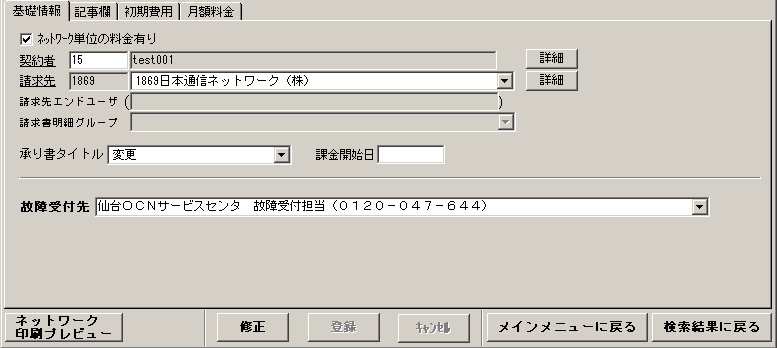 基礎情報 記事欄 初期費用 月額料金
ﾈｯﾄﾜｰｸ単位の料金有り
契約者 15 test001 詳細
請求先 1869 1869日本通信ネットワーク（株） 詳細
請求先エンドユーザ ( )
請求書明細グループ
承り書タイトル 変更 課金開始日
故障受付先 仙台ＯＣＮサービスセンタ　故障受付担当（０１２０－０４７－６４４）
ネットワーク
印刷プレビュー 修正 登録 ｷｬﾝｾﾙ メインメニューに戻る 検索結果に戻る